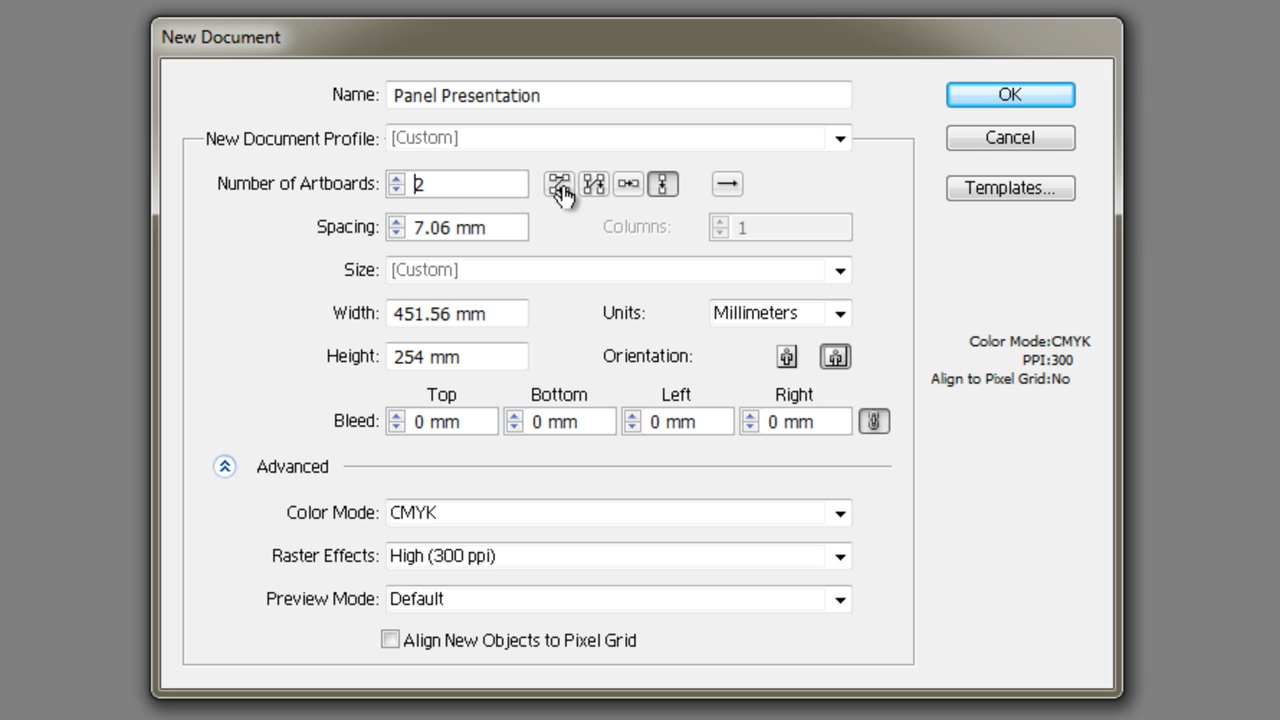 New Document
Name: Panel Presentation
OK
New Document Profile: [Custom]
Cancel
Number of Artboards: 2
Templates...
Spacing: 7.06 mm Columns: 1
Size: [Custom]
Width: 451.56 mm Units: Millimeters
Height: 254 mm Orientation:
Color Mode:CMYK
PPI:300
Align to Pixel Grid:No
Top Bottom Left Right
Bleed: 0 mm 0 mm 0 mm 0 mm
Advanced
Color Mode: CMYK
Raster Effects: High (300 ppi)
Preview Mode: Default
Align New Objects to Pixel Grid